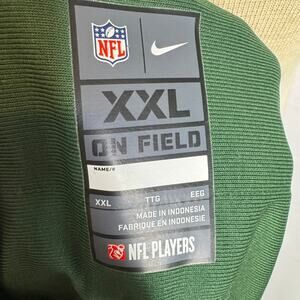 NFL
XXL
ON FIELD
NAME/#
XXL TTG EEG
MADE IN INDONESIA
FABRIQUÉ EN INDONÉSIE
NFL PLAYERS